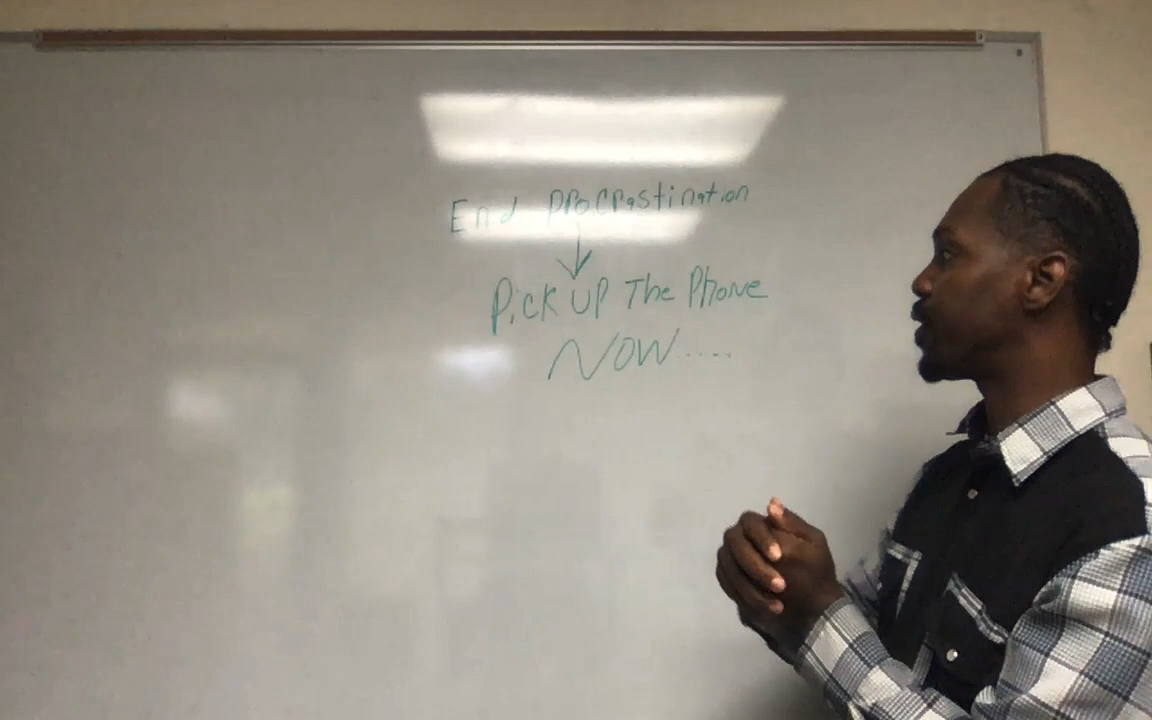 End procrastination
Pick up The Phone
NOW.....